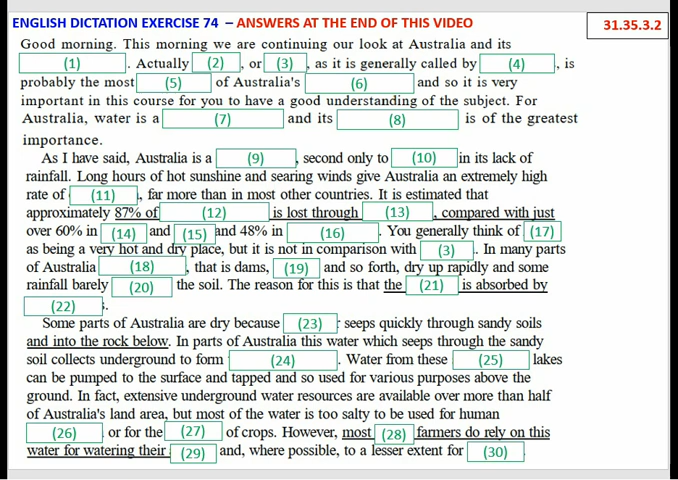 ENGLISH DICTATION EXERCISE 74 – ANSWERS AT THE END OF THIS VIDEO
31.35.3.2
Good morning. This morning we are continuing our look at Australia and its
(1) . Actually (2) , or (3) , as it is generally called by (4) , is
probably the most (5) of Australia's (6) and so it is very
important in this course for you to have a good understanding of the subject. For
Australia, water is a (7) and its (8) is of the greatest
importance.
As I have said, Australia is a (9) , second only to (10) in its lack of
rainfall. Long hours of hot sunshine and searing winds give Australia an extremely high
rate of (11) , far more than in most other countries. It is estimated that
approximately 87% of (12) is lost through (13) , compared with just
over 60% in (14) and (15) and 48% in (16) . You generally think of (17)
as being a very hot and dry place, but it is not in comparison with (3) . In many parts
of Australia (18) , that is dams, (19) and so forth, dry up rapidly and some
rainfall barely (20) the soil. The reason for this is that the (21) is absorbed by
(22) .
Some parts of Australia are dry because (23) seeps quickly through sandy soils
and into the rock below. In parts of Australia this water which seeps through the sandy
soil collects underground to form (24) . Water from these (25) lakes
can be pumped to the surface and tapped and so used for various purposes above the
ground. In fact, extensive underground water resources are available over more than half
of Australia's land area, but most of the water is too salty to be used for human
(26) or for the (27) of crops. However, most (28) farmers do rely on this
water for watering their (29) and, where possible, to a lesser extent for (30)